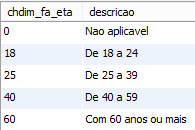 chdim_fa_eta descricao
0 Nao aplicavel
18 De 18 a 24
25 De 25 a 39
40 De 40 a 59
60 Com 60 anos ou mais